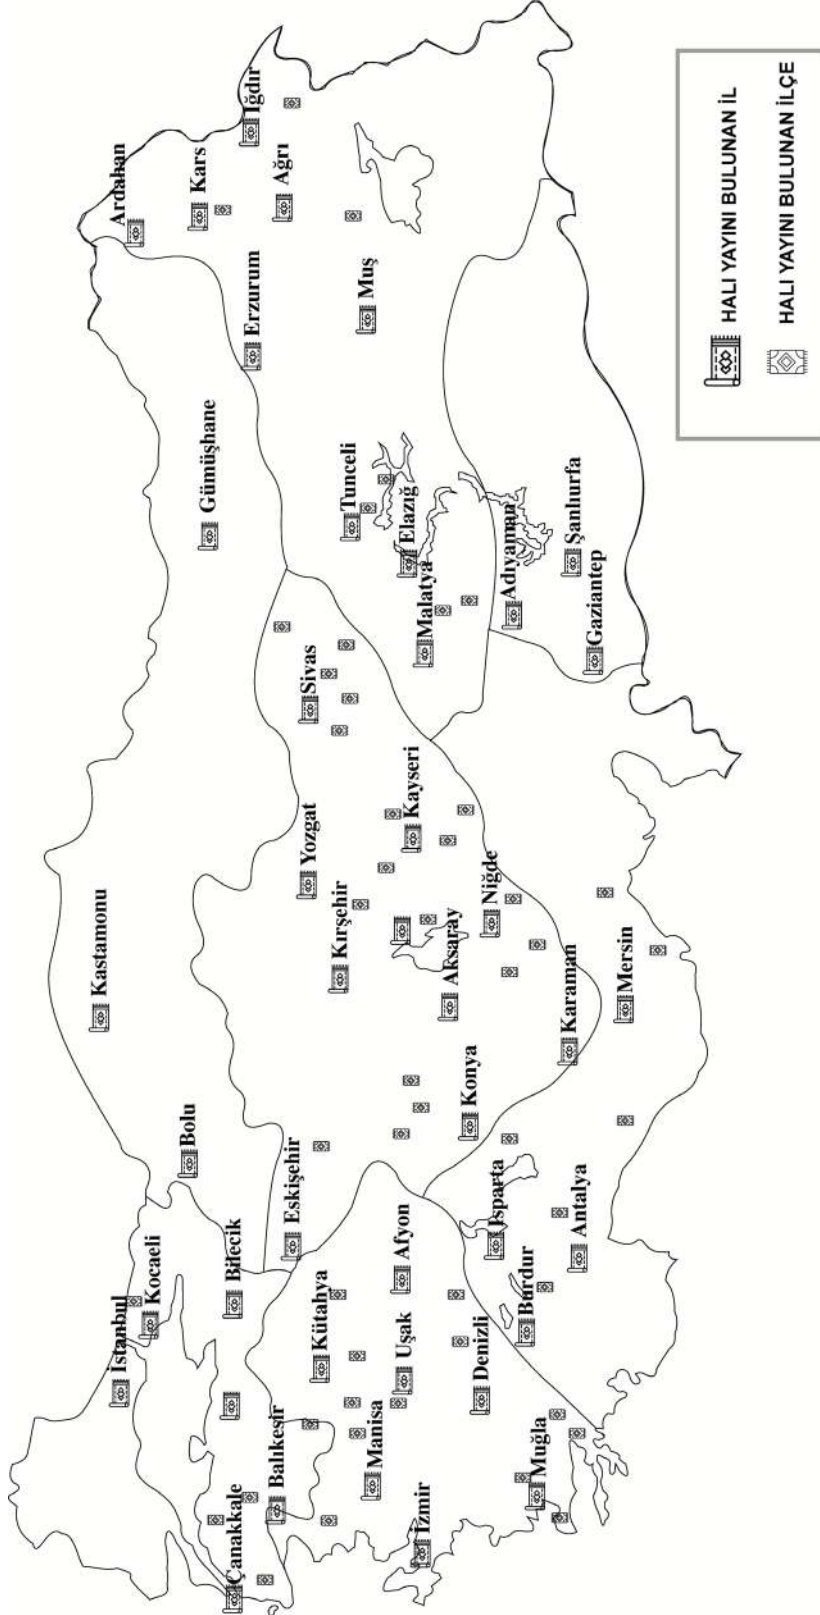 Ardahan
Kars
Iğdır
Ağrı
Erzurum
Muş
Gümüşhane
Tunceli
Elazığ
Malatya
Adıyaman
Şanlıurfa
Gaziantep
Sivas
Kayseri
Yozgat
Kırşehir
Niğde
Aksaray
Kastamonu
Karaman
Mersin
Konya
Bolu
Eskişehir
Isparta
Antalya
Burdur
Afyon
Bilecik
Kocaeli
İstanbul
Kütahya
Uşak
Denizli
Manisa
Balıkesir
Muğla
İzmir
Çanakkale
HALI YAYINI BULUNAN İL
HALI YAYINI BULUNAN İLÇE